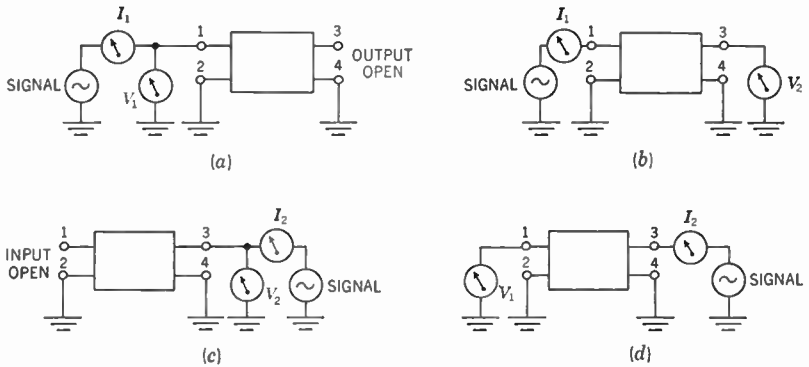 I1
1
3
SIGNAL
V1
2
4
OUTPUT
OPEN
(a)
I1
1
3
SIGNAL
2
4
V2
(b)
INPUT
OPEN
1
2
3
4
I2
V2
SIGNAL
(c)
1
3
I2
V1
2
4
SIGNAL
(d)